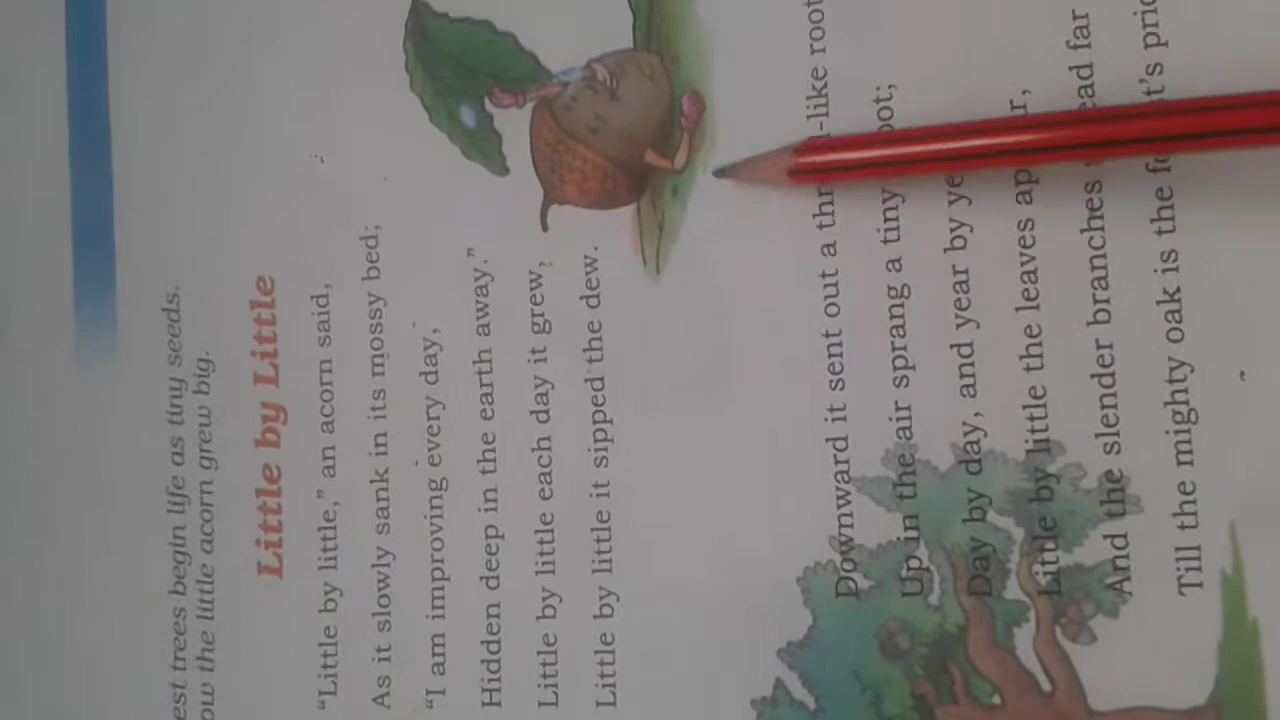 est trees begin life as tiny seeds.
ow the little acorn grew big.
Little by Little
“Little by little,” an acorn said,
As it slowly sank in its mossy bed;
“I am improving every day,
Hidden deep in the earth away.”
Little by little each day it grew,
Little by little it sipped the dew.
Downward it sent out a thr -like root
Up in the air sprang a tiny oot;
Day by day, and year by ye
Little by little the leaves ap r,
And the slender branches ead far
Till the mighty oak is the fo t’s prid